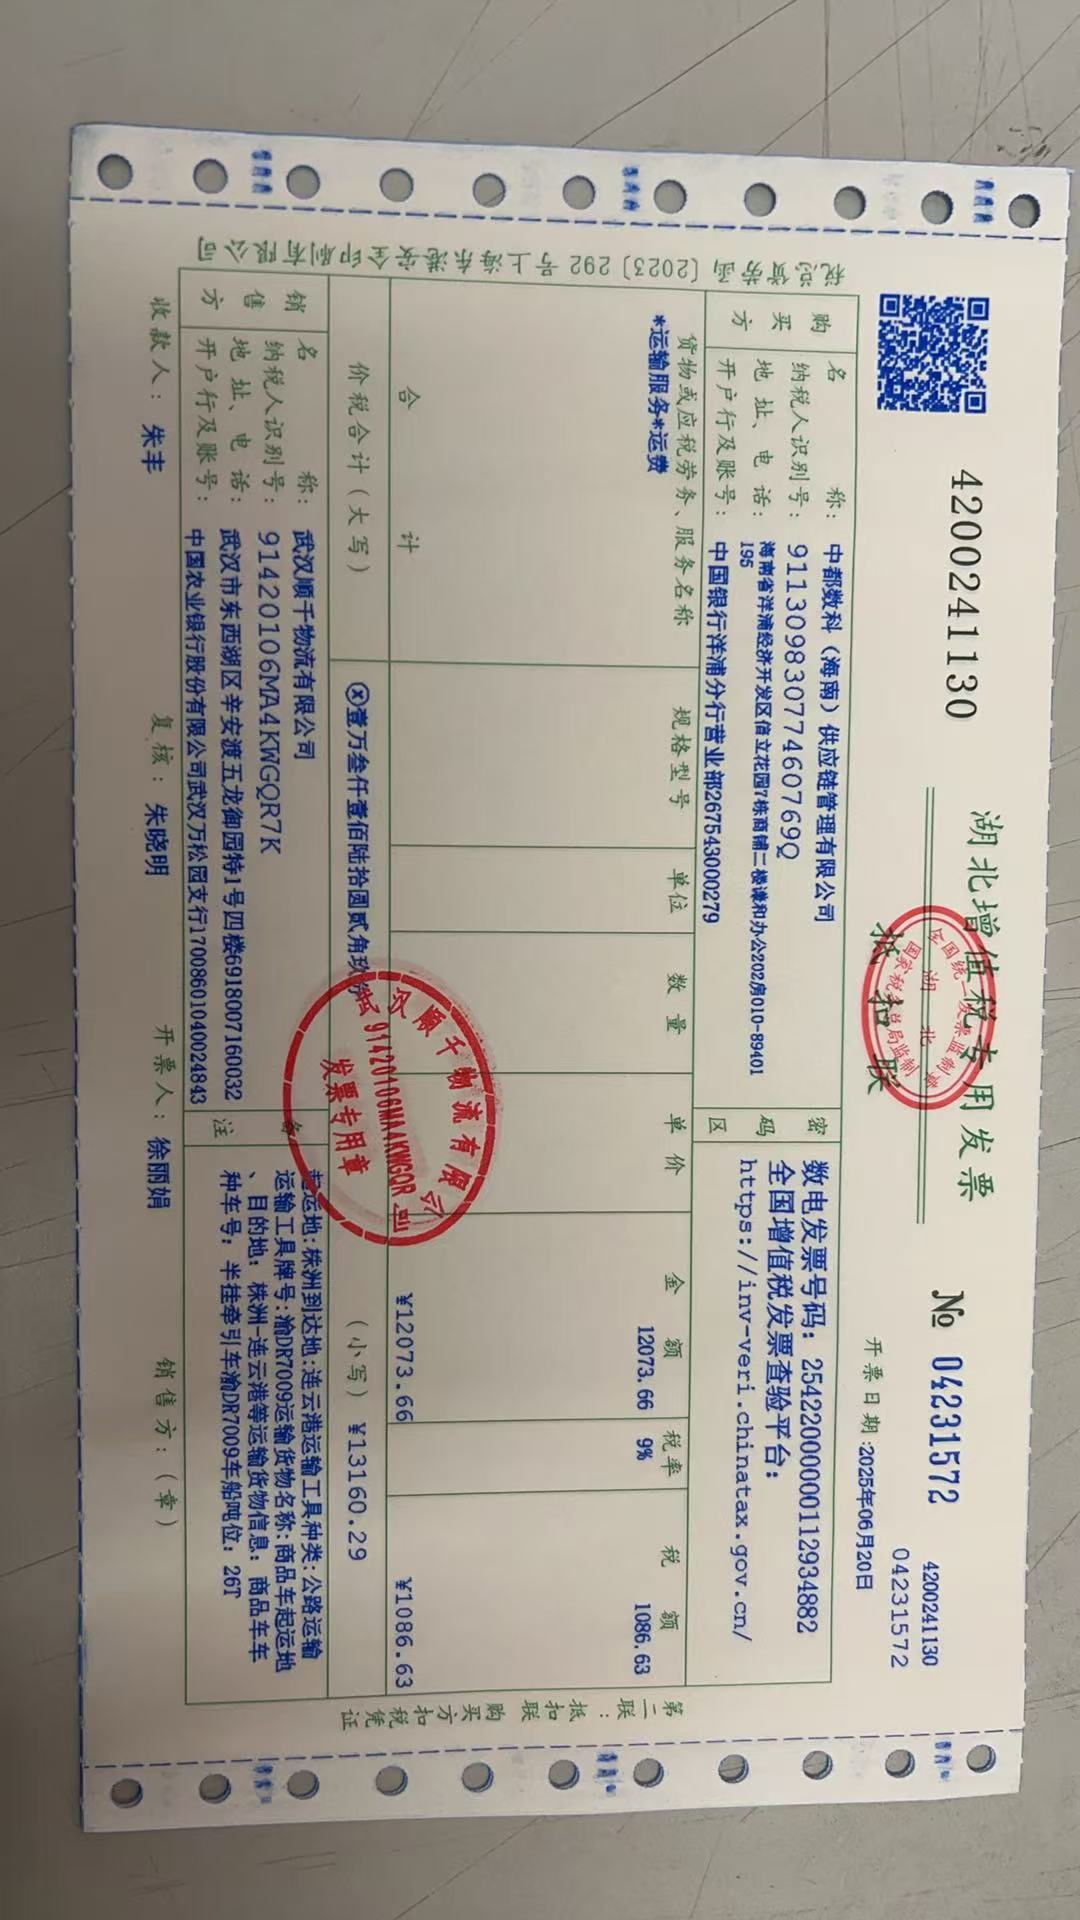 4200241130
湖北增值税专用发票
抵扣联
全国统一发票监制章
湖北
国家税务总局监制
№ 04231572
4200241130
04231572
开票日期:2025年06月20日
税总货劳函〔2023〕292号上海东港安全印刷有限公司
购买方
名 称: 中都数科（海南）供应链管理有限公司
纳税人识别号: 91130983077460769Q
地 址、电 话: 海南省洋浦经济开发区信立花园7栋商铺二楼谦和办公202房010-89401
195
开户行及账号: 中国银行洋浦分行营业部267543000279
密码区
数电发票号码: 25422000000112934882
全国增值税发票查验平台:
https://inv-veri.chinatax.gov.cn/
货物或应税劳务、服务名称 规格型号 单位 数量 单价 金额 税率 税额
*运输服务*运费 12073.66 9% 1086.63
合 计 ¥12073.66 ¥1086.63
价税合计（大写） ⓧ壹万叁仟壹佰陆拾圆贰角玖 （小写） ¥13160.29
销售方
名 称: 武汉顺千物流有限公司
纳税人识别号: 91420106MA4KWGQR7K
地 址、电 话: 武汉市东西湖区辛安渡五龙御园特1号四楼6918007160032
开户行及账号: 中国农业银行股份有限公司武汉万松园支行17008601040024843
备注
起运地:株洲到达地:连云港运输工具种类:公路运输
运输工具牌号:渝DR7009运输货物名称:商品车起运地
、目的地: 株洲-连云港等运输货物信息: 商品车车
种车号: 半挂牵引车渝DR7009车船吨位: 26T
汉顺千物流有限公
91420106MA4KWGQR
发票专用章
收款人: 朱丰 复核: 朱晓明 开票人: 徐丽娟 销售方:（章）
第二联:抵扣联 购买方扣税凭证